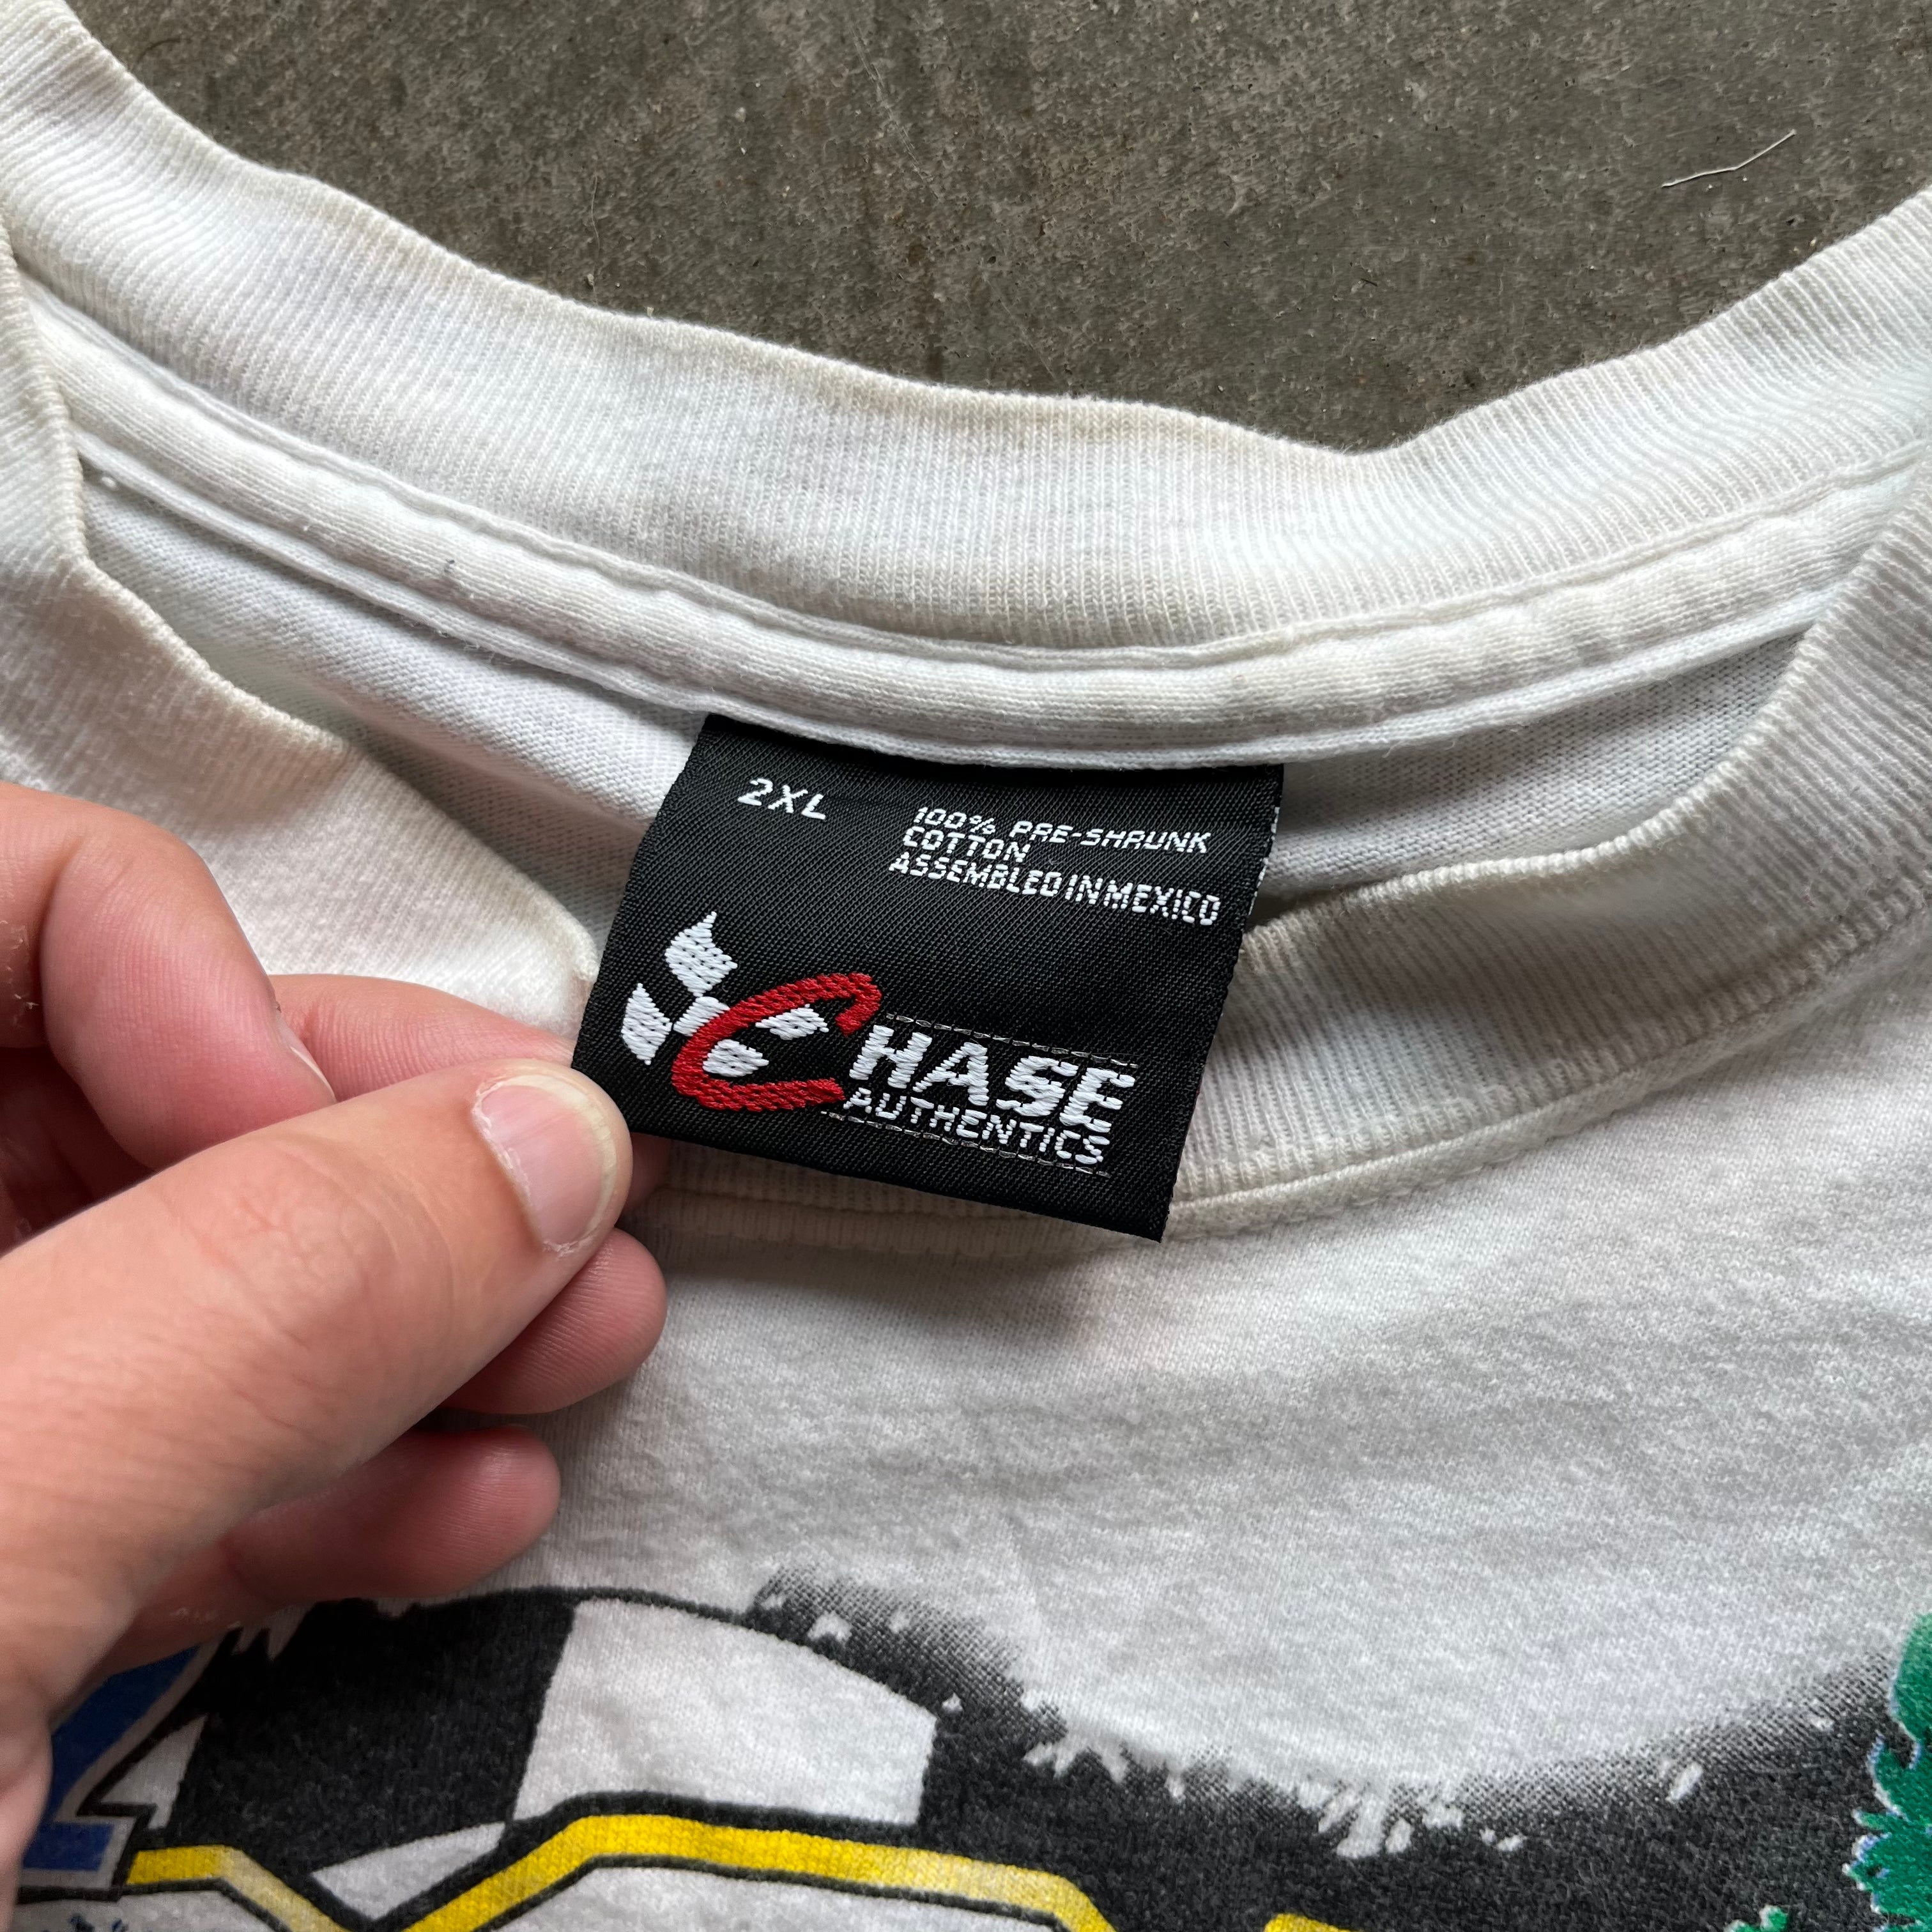 2XL
100% PRE-SHRUNK
COTTON
ASSEMBLED IN MEXICO
CHASE
AUTHENTICS